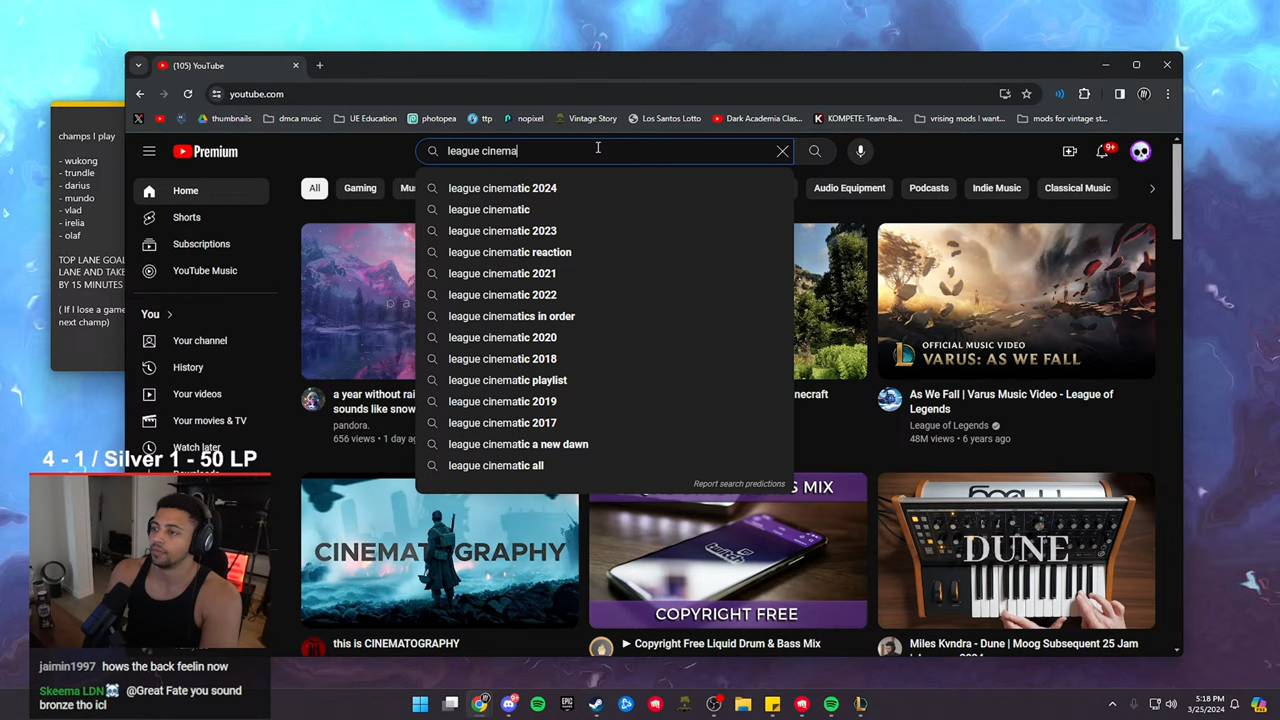 (105) YouTube
youtube.com
thumbnails
dmca music
UE Education
photopea
ttp
nopixel
Vintage Story
Los Santos Lotto
Dark Academia Clas...
KOMPETE: Team-Ba...
vrising mods I want...
mods for vintage st...
champs I play
- wukong
- trundle
- darius
- mundo
- vlad
- irelia
- olaf
TOP LANE GOAL
LANE AND TAKE
BY 15 MINUTES
( If I lose a game
next champ)
Premium
league cinema
9+
Home
Shorts
Subscriptions
YouTube Music
You
Your channel
History
Your videos
Your movies & TV
Watch later
All
Gaming
Mus
Audio Equipment
Podcasts
Indie Music
Classical Music
league cinematic 2024
league cinematic
league cinematic 2023
league cinematic reaction
league cinematic 2021
league cinematic 2022
league cinematics in order
league cinematic 2020
league cinematic 2018
league cinematic playlist
league cinematic 2019
league cinematic 2017
league cinematic a new dawn
league cinematic all
Report search predictions
pa
a year without rai
sounds like snow
pandora.
656 views • 1 day a
necraft
OFFICIAL MUSIC VIDEO
VARUS: AS WE FALL
As We Fall | Varus Music Video - League of
Legends
League of Legends
48M views • 6 years ago
CINEMATOGRAPHY
this is CINEMATOGRAPHY
S MIX
twitch
COPYRIGHT FREE
► Copyright Free Liquid Drum & Bass Mix
moog
DUNE
Miles Kvndra - Dune | Moog Subsequent 25 Jam
4 - 1 / Silver 1 - 50 LP
jaimin1997 hows the back feelin now
Skeema LDN @Great Fate you sound
bronze tho icl
EPIC
5:18 PM
3/25/2024